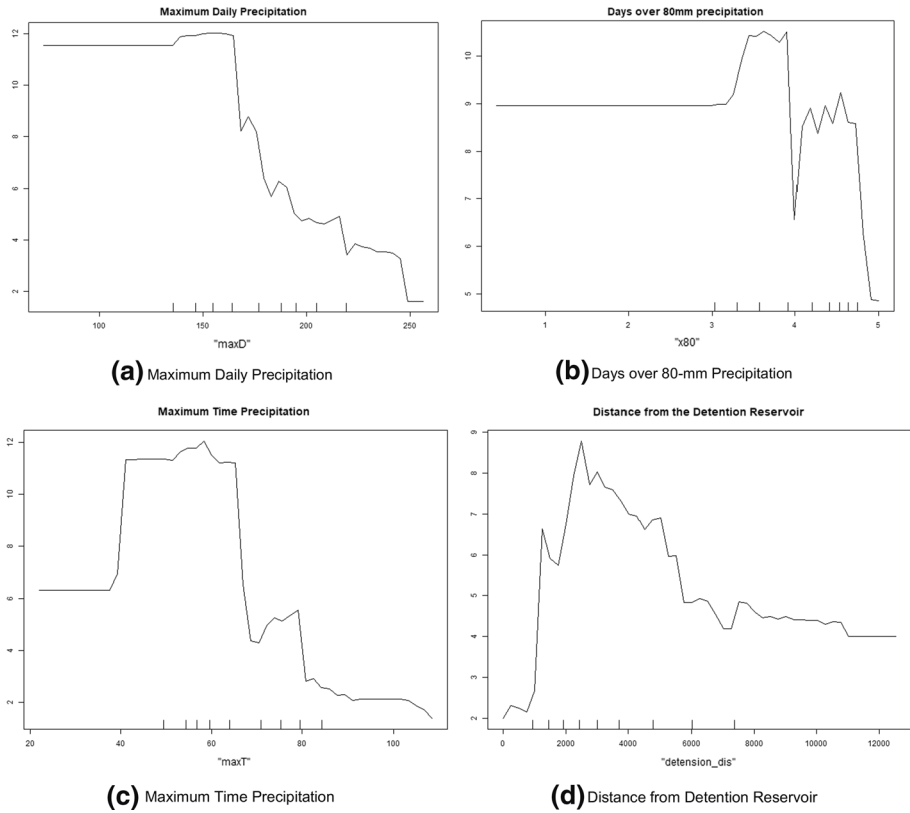 Maximum Daily Precipitation
12
10
8
6
4
2
100 150 200 250
"maxD"
(a) Maximum Daily Precipitation
Days over 80mm precipitation
10
9
8
7
6
5
1 2 3 4 5
"x80"
(b) Days over 80-mm Precipitation
Maximum Time Precipitation
12
10
8
6
4
2
20 40 60 80 100
"maxT"
(c) Maximum Time Precipitation
Distance from the Detention Reservoir
9
8
7
6
5
4
3
2
0 2000 4000 6000 8000 10000 12000
"detension_dis"
(d) Distance from Detention Reservoir